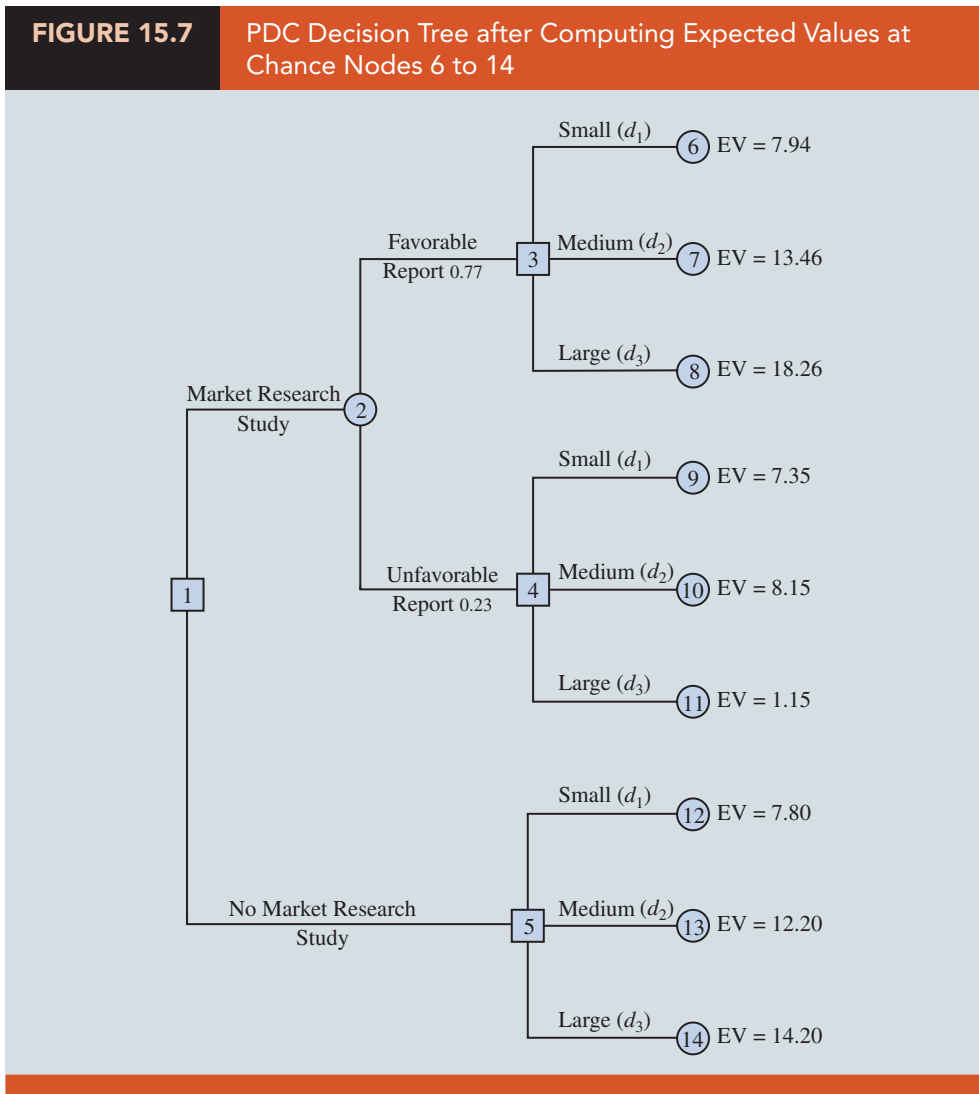 FIGURE 15.7
PDC Decision Tree after Computing Expected Values at
Chance Nodes 6 to 14
Small (d₁)
6 EV = 7.94
Favorable
Report 0.77
3
Medium (d₂)
7 EV = 13.46
Large (d₃)
8 EV = 18.26
Market Research
Study
2
Small (d₁)
9 EV = 7.35
Unfavorable
Report 0.23
4
Medium (d₂)
10 EV = 8.15
1
Large (d₃)
11 EV = 1.15
Small (d₁)
12 EV = 7.80
No Market Research
Study
5
Medium (d₂)
13 EV = 12.20
Large (d₃)
14 EV = 14.20